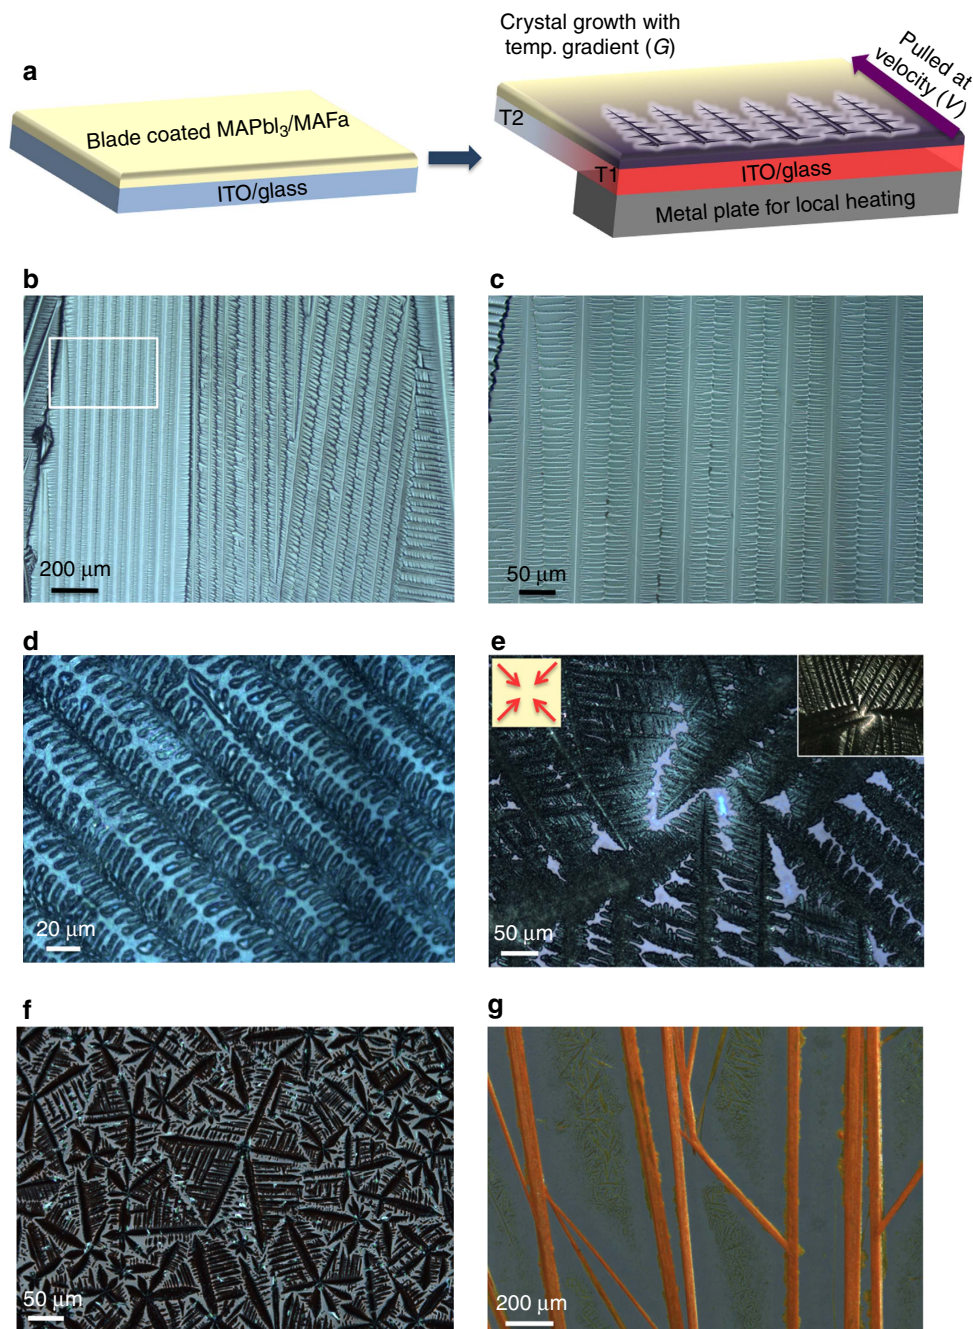 a
Blade coated MAPbI₃/MAFa
ITO/glass
Crystal growth with
temp. gradient (G)
Pulled at
velocity (V)
T2
T1
ITO/glass
Metal plate for local heating
b
200 μm
c
50 μm
d
20 μm
e
50 μm
f
50 μm
g
200 μm